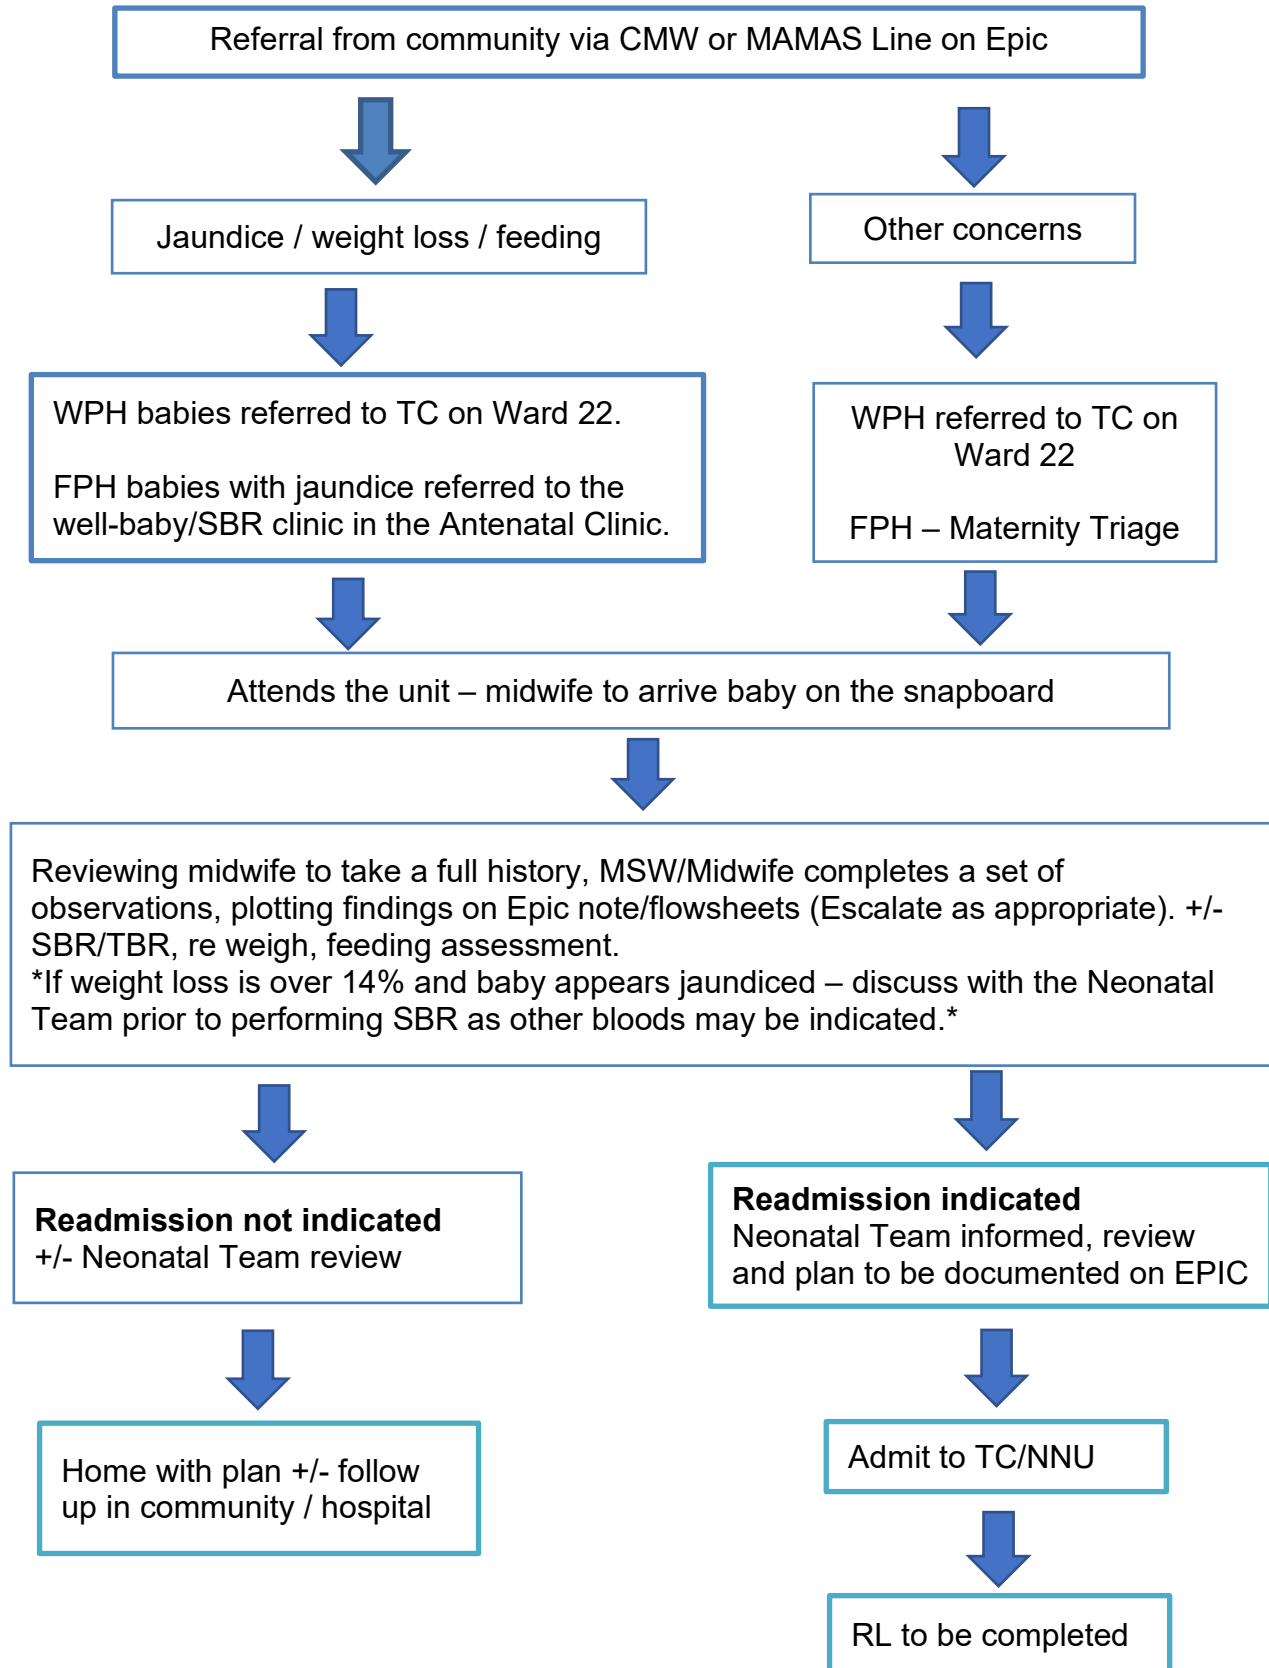 Referral from community via CMW or MAMAS Line on Epic
Jaundice / weight loss / feeding
Other concerns
WPH babies referred to TC on Ward 22.
FPH babies with jaundice referred to the
well-baby/SBR clinic in the Antenatal Clinic.
WPH referred to TC on
Ward 22
FPH – Maternity Triage
Attends the unit – midwife to arrive baby on the snapboard
Reviewing midwife to take a full history, MSW/Midwife completes a set of
observations, plotting findings on Epic note/flowsheets (Escalate as appropriate). +/-
SBR/TBR, re weigh, feeding assessment.
*If weight loss is over 14% and baby appears jaundiced – discuss with the Neonatal
Team prior to performing SBR as other bloods may be indicated.*
Readmission not indicated
+/- Neonatal Team review
Readmission indicated
Neonatal Team informed, review
and plan to be documented on EPIC
Home with plan +/- follow
up in community / hospital
Admit to TC/NNU
RL to be completed